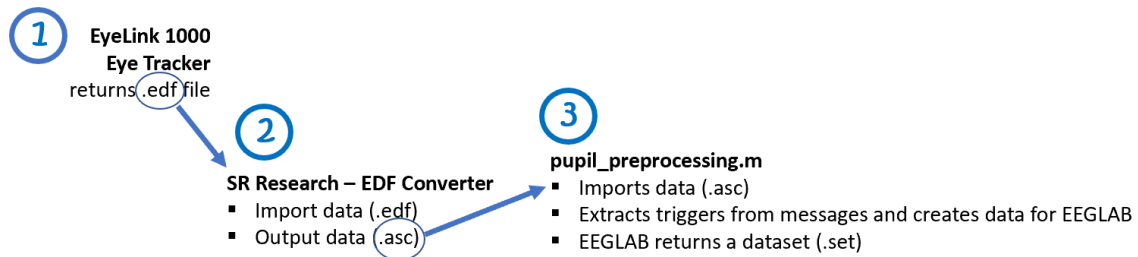 1
EyeLink 1000
Eye Tracker
returns .edf file
2
SR Research – EDF Converter
▪ Import data (.edf)
▪ Output data (.asc)
3
pupil_preprocessing.m
▪ Imports data (.asc)
▪ Extracts triggers from messages and creates data for EEGLAB
▪ EEGLAB returns a dataset (.set)